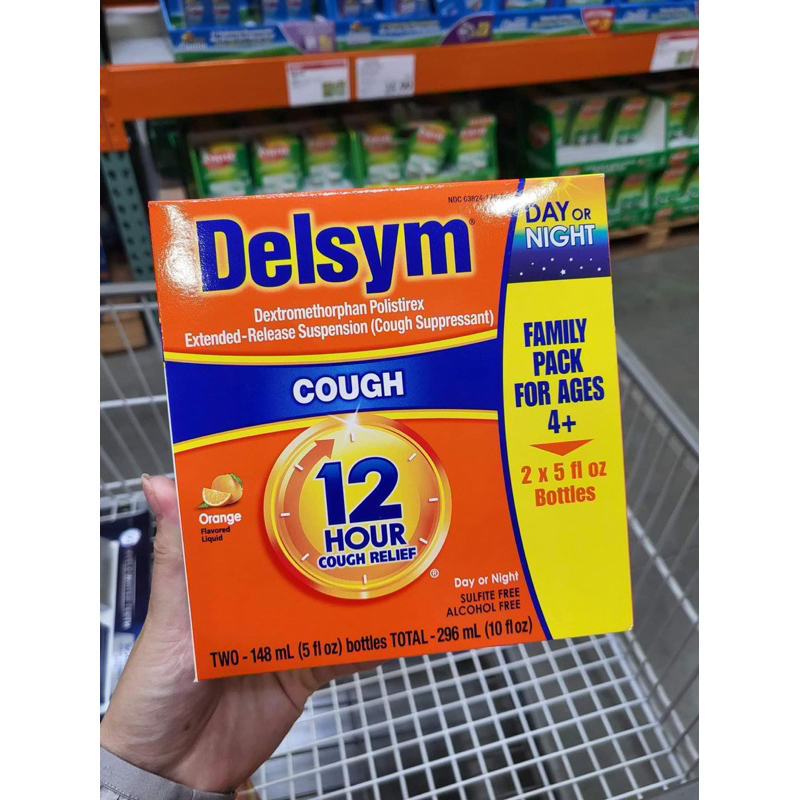 NDC 63824-
Delsym®
Dextromethorphan Polistirex
Extended-Release Suspension (Cough Suppressant)
COUGH
12
HOUR
COUGH RELIEF
®
Orange
Flavored
Liquid
Day or Night
SULFITE FREE
ALCOHOL FREE
TWO - 148 mL (5 fl oz) bottles TOTAL - 296 mL (10 fl oz)
DAY OR
NIGHT
FAMILY
PACK
FOR AGES
4+
2 x 5 fl oz
Bottles